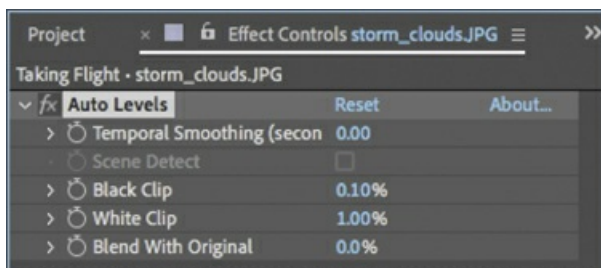 Project × Effect Controls storm_clouds.JPG ≡ »
Taking Flight • storm_clouds.JPG
fx Auto Levels Reset About...
Temporal Smoothing (secon 0.00
Scene Detect
Black Clip 0.10%
White Clip 1.00%
Blend With Original 0.0%